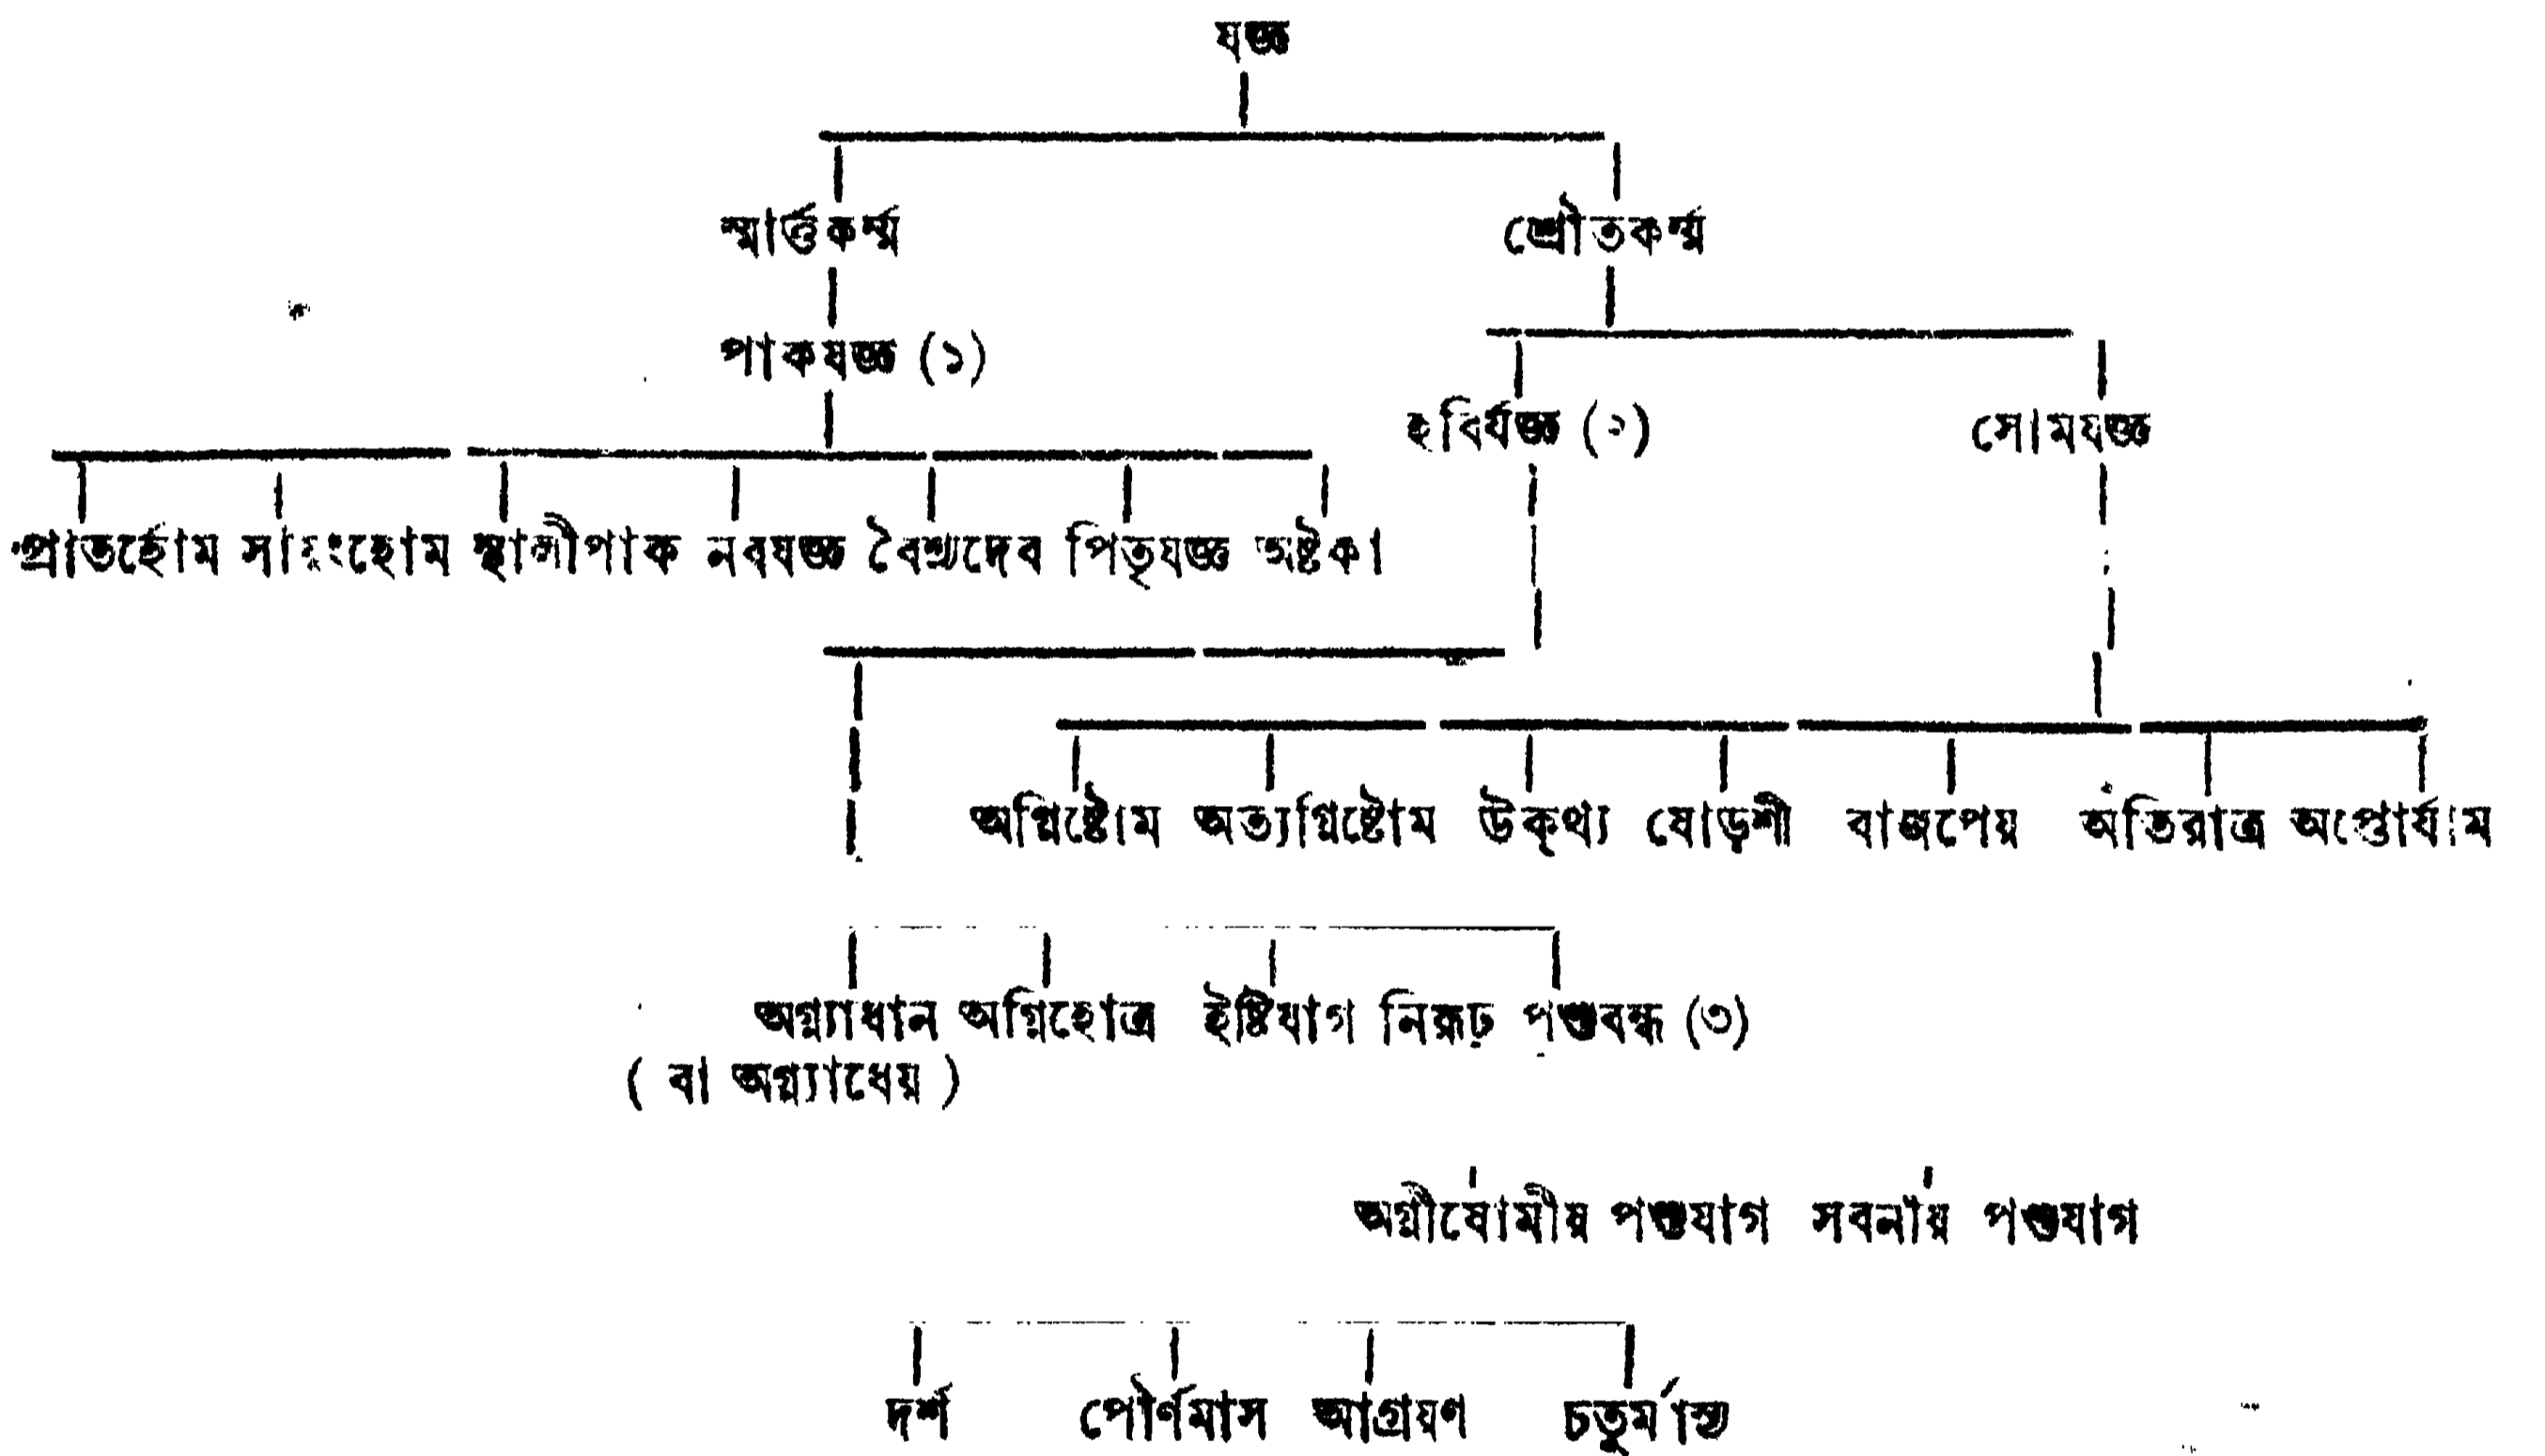 যজ্ঞ
স্মার্ত্তকর্ম্ম শ্রৌতকর্ম্ম
পাকযজ্ঞ (১)
হবির্যজ্ঞ (২) সোমযজ্ঞ
প্রাতর্হোম সায়ংহোম স্থালীপাক নবযজ্ঞ বৈশ্বদেব পিতৃযজ্ঞ অষ্টকা
অগ্নিষ্টোম অত্যগ্নিষ্টোম উক্থ্য ষোড়শী বাজপেয় অতিরাত্র অপ্তোর্যাম
অগ্ন্যাধান অগ্নিহোত্র ইষ্টিযাগ নিরূঢ় পশুবন্ধ (৩)
( বা অগ্ন্যাধেয় )
অগ্নীষোমীয় পশুযাগ সবনীয় পশুযাগ
দর্শ পৌর্ণমাস আগ্রয়ণ চতুর্মাস্য